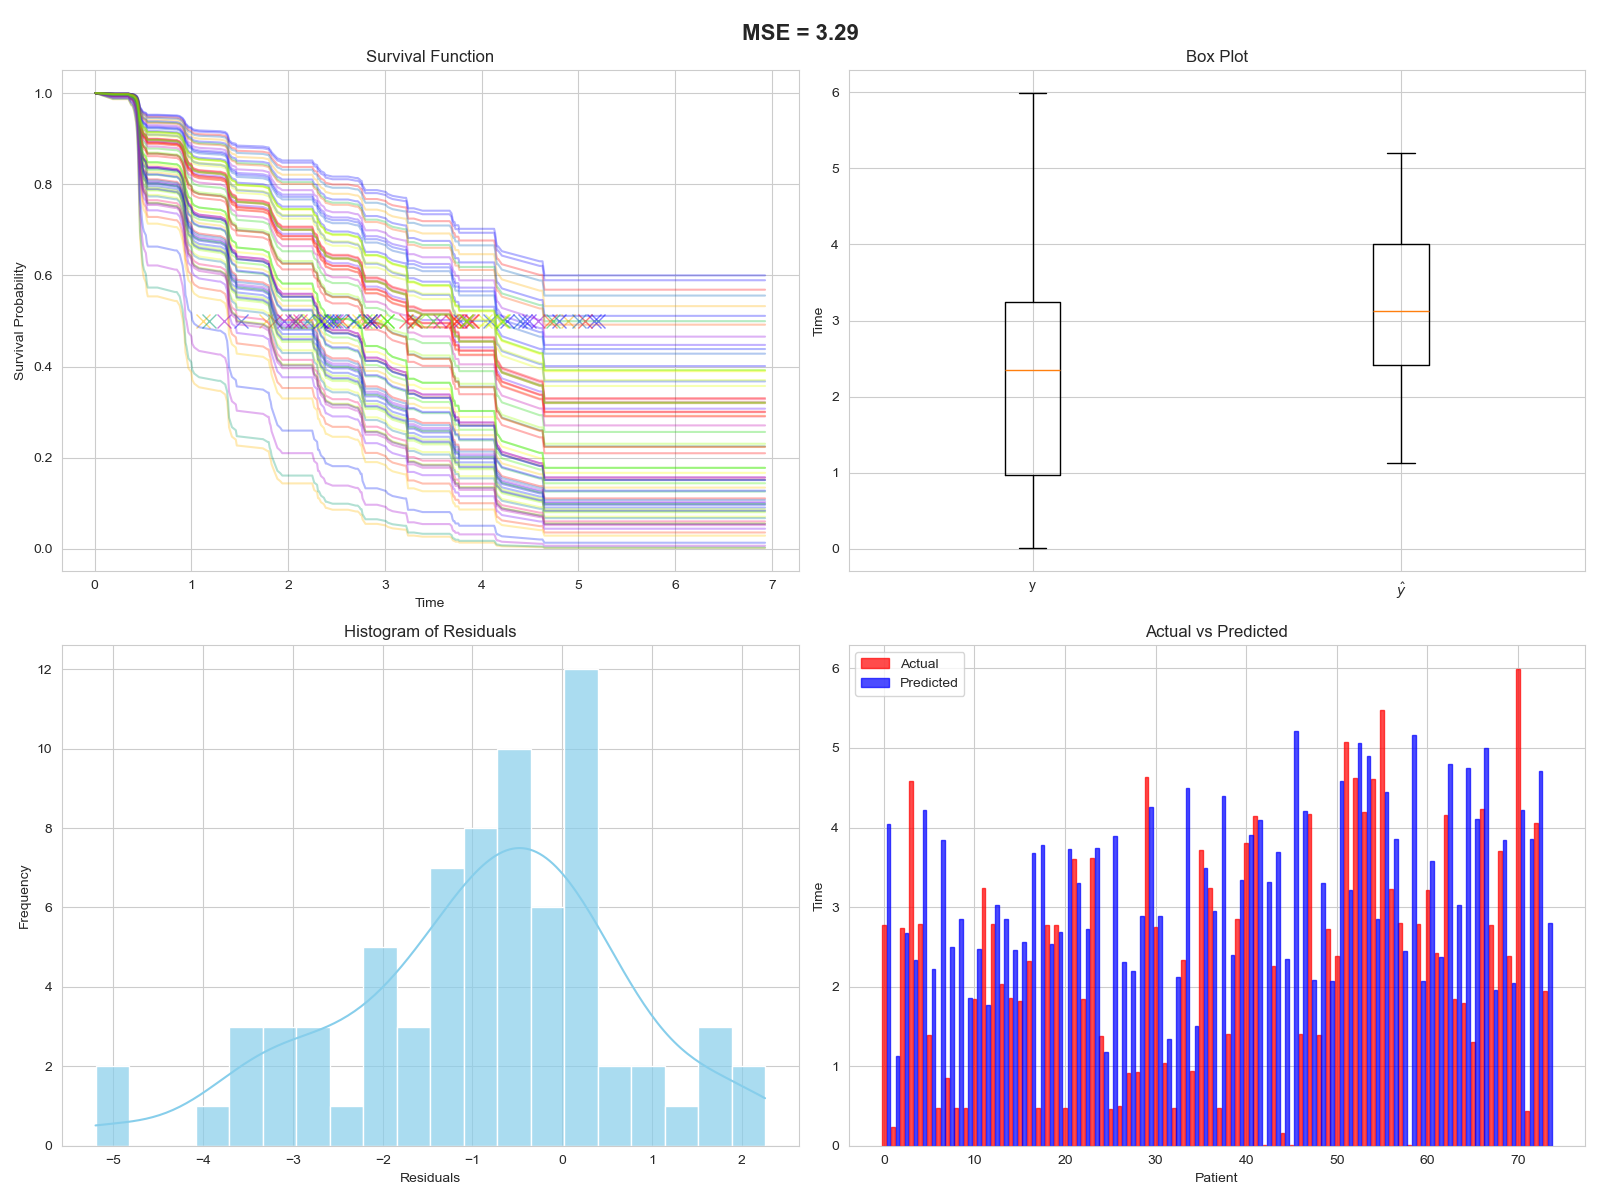 MSE = 3.29
Survival Function
Survival Probability
1.0
0.8
0.6
0.4
0.2
0.0
0 1 2 3 4 5 6 7
Time
Box Plot
Time
6
5
4
3
2
1
0
y ŷ
Histogram of Residuals
Frequency
12
10
8
6
4
2
0
−5 −4 −3 −2 −1 0 1 2
Residuals
Actual vs Predicted
Actual
Predicted
Time
6
5
4
3
2
1
0
0 10 20 30 40 50 60 70
Patient